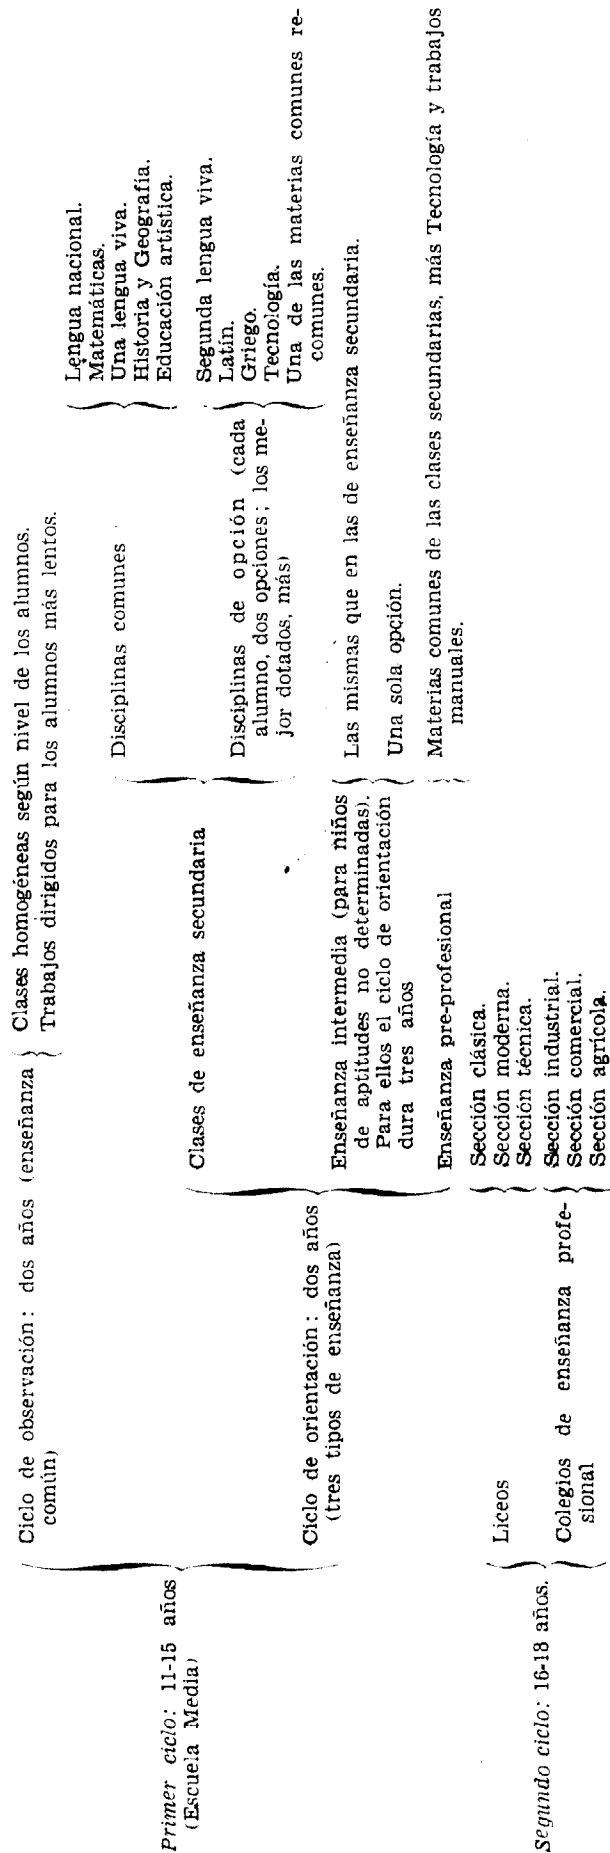 Primer ciclo: 11-15 años
(Escuela Media)
Ciclo de observación: dos años (enseñanza
común)
Clases homogéneas según nivel de los alumnos.
Trabajos dirigidos para los alumnos más lentos.
Ciclo de orientación: dos años
(tres tipos de enseñanza)
Clases de enseñanza secundaria
Disciplinas comunes
Lengua nacional.
Matemáticas.
Una lengua viva.
Historia y Geografía.
Educación artística.
Disciplinas de opción (cada
alumno, dos opciones; los me-
jor dotados, más)
Segunda lengua viva.
Latín.
Griego.
Tecnología.
Una de las materias comunes re-
comunes.
Enseñanza intermedia (para niños
de aptitudes no determinadas).
Para ellos el ciclo de orientación
dura tres años
Las mismas que en las de enseñanza secundaria.
Una sola opción.
Enseñanza pre-profesional
Materias comunes de las clases secundarias, más Tecnología y trabajos
manuales.
Segundo ciclo: 16-18 años.
Liceos
Sección clásica.
Sección moderna.
Sección técnica.
Colegios de enseñanza profe-
sional
Sección industrial.
Sección comercial.
Sección agrícola.